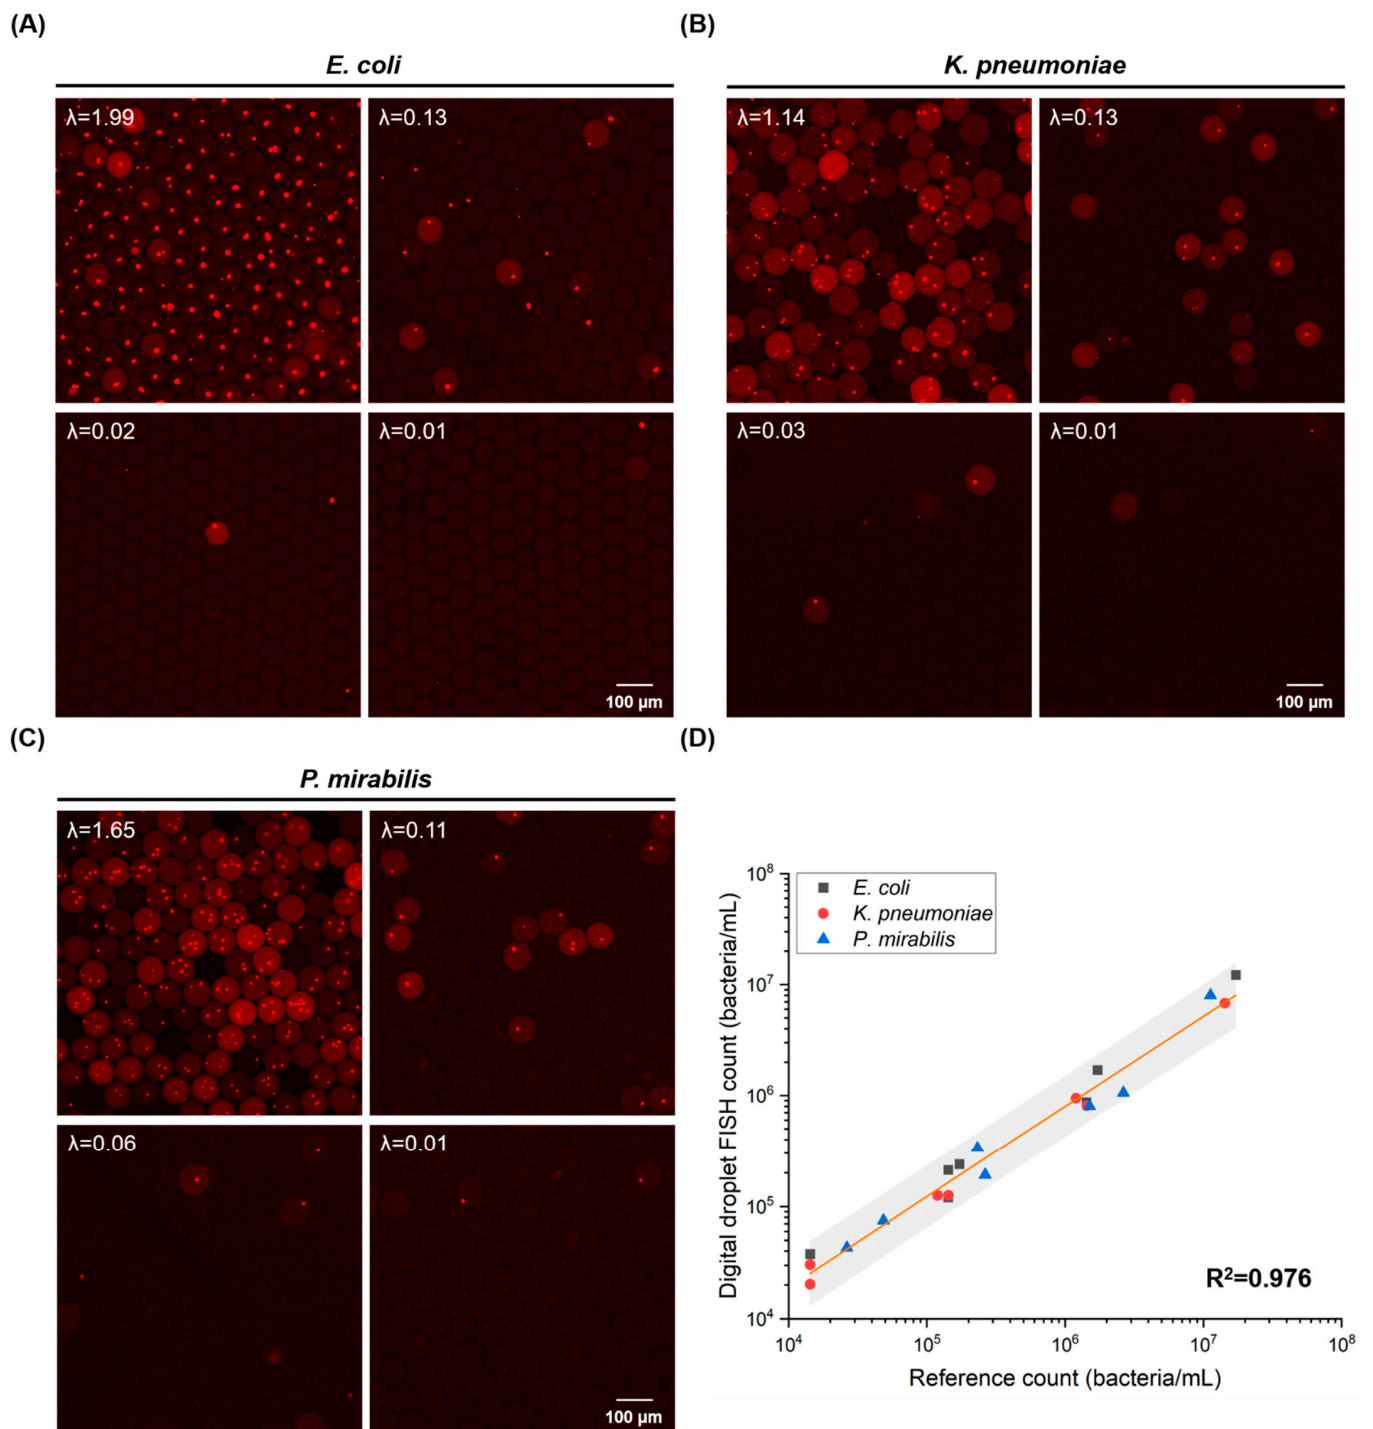 (A)
E. coli
λ=1.99
λ=0.13
λ=0.02
λ=0.01
100 µm
(B)
K. pneumoniae
λ=1.14
λ=0.13
λ=0.03
λ=0.01
100 µm
(C)
P. mirabilis
λ=1.65
λ=0.11
λ=0.06
λ=0.01
100 µm
(D)
10⁸
10⁷
10⁶
10⁵
10⁴
Digital droplet FISH count (bacteria/mL)
E. coli
K. pneumoniae
P. mirabilis
R²=0.976
10⁴ 10⁵ 10⁶ 10⁷ 10⁸
Reference count (bacteria/mL)